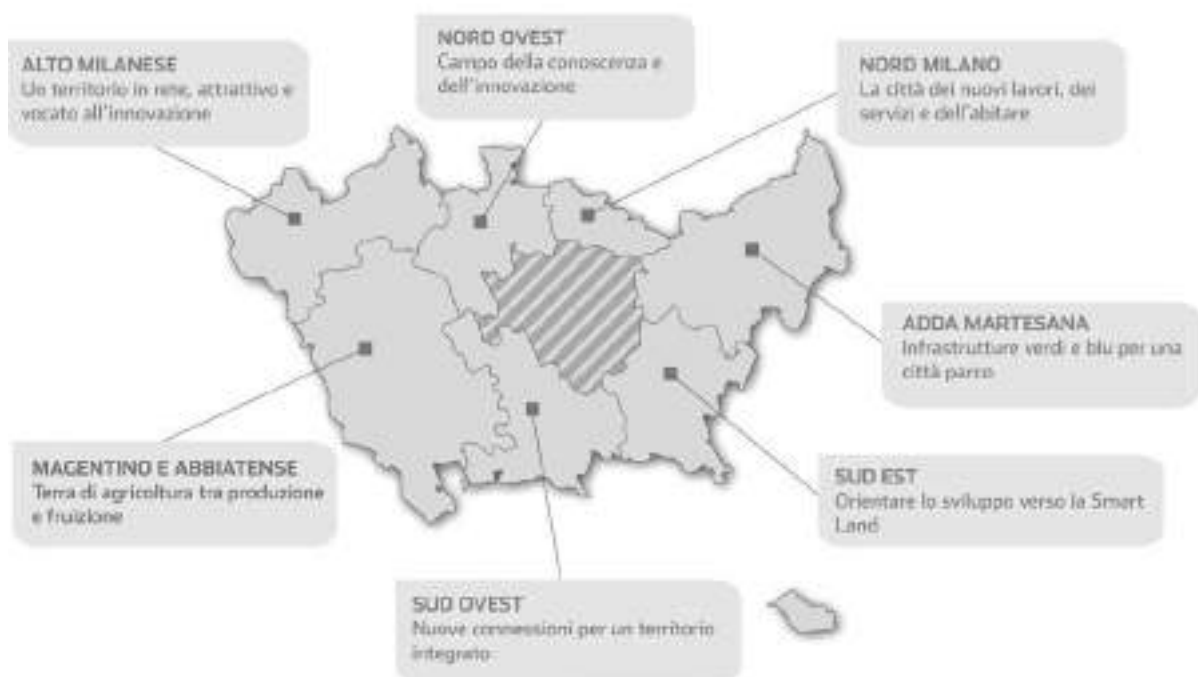 NORD OVEST
Campo della conoscenza e
dell'innovazione
ALTO MILANESE
Un territorio in rete, attrattivo e
vocato all'innovazione
NORD MILANO
La città dei nuovi lavori, dei
servizi e dell'abitare
ADDA MARTESANA
Infrastrutture verdi e blu per una
città parco
MAGENTINO E ABBIATENSE
Terra di agricoltura tra produzione
e fruizione
SUD EST
Orientare lo sviluppo verso la Smart
Land
SUD OVEST
Nuove connessioni per un territorio
integrato